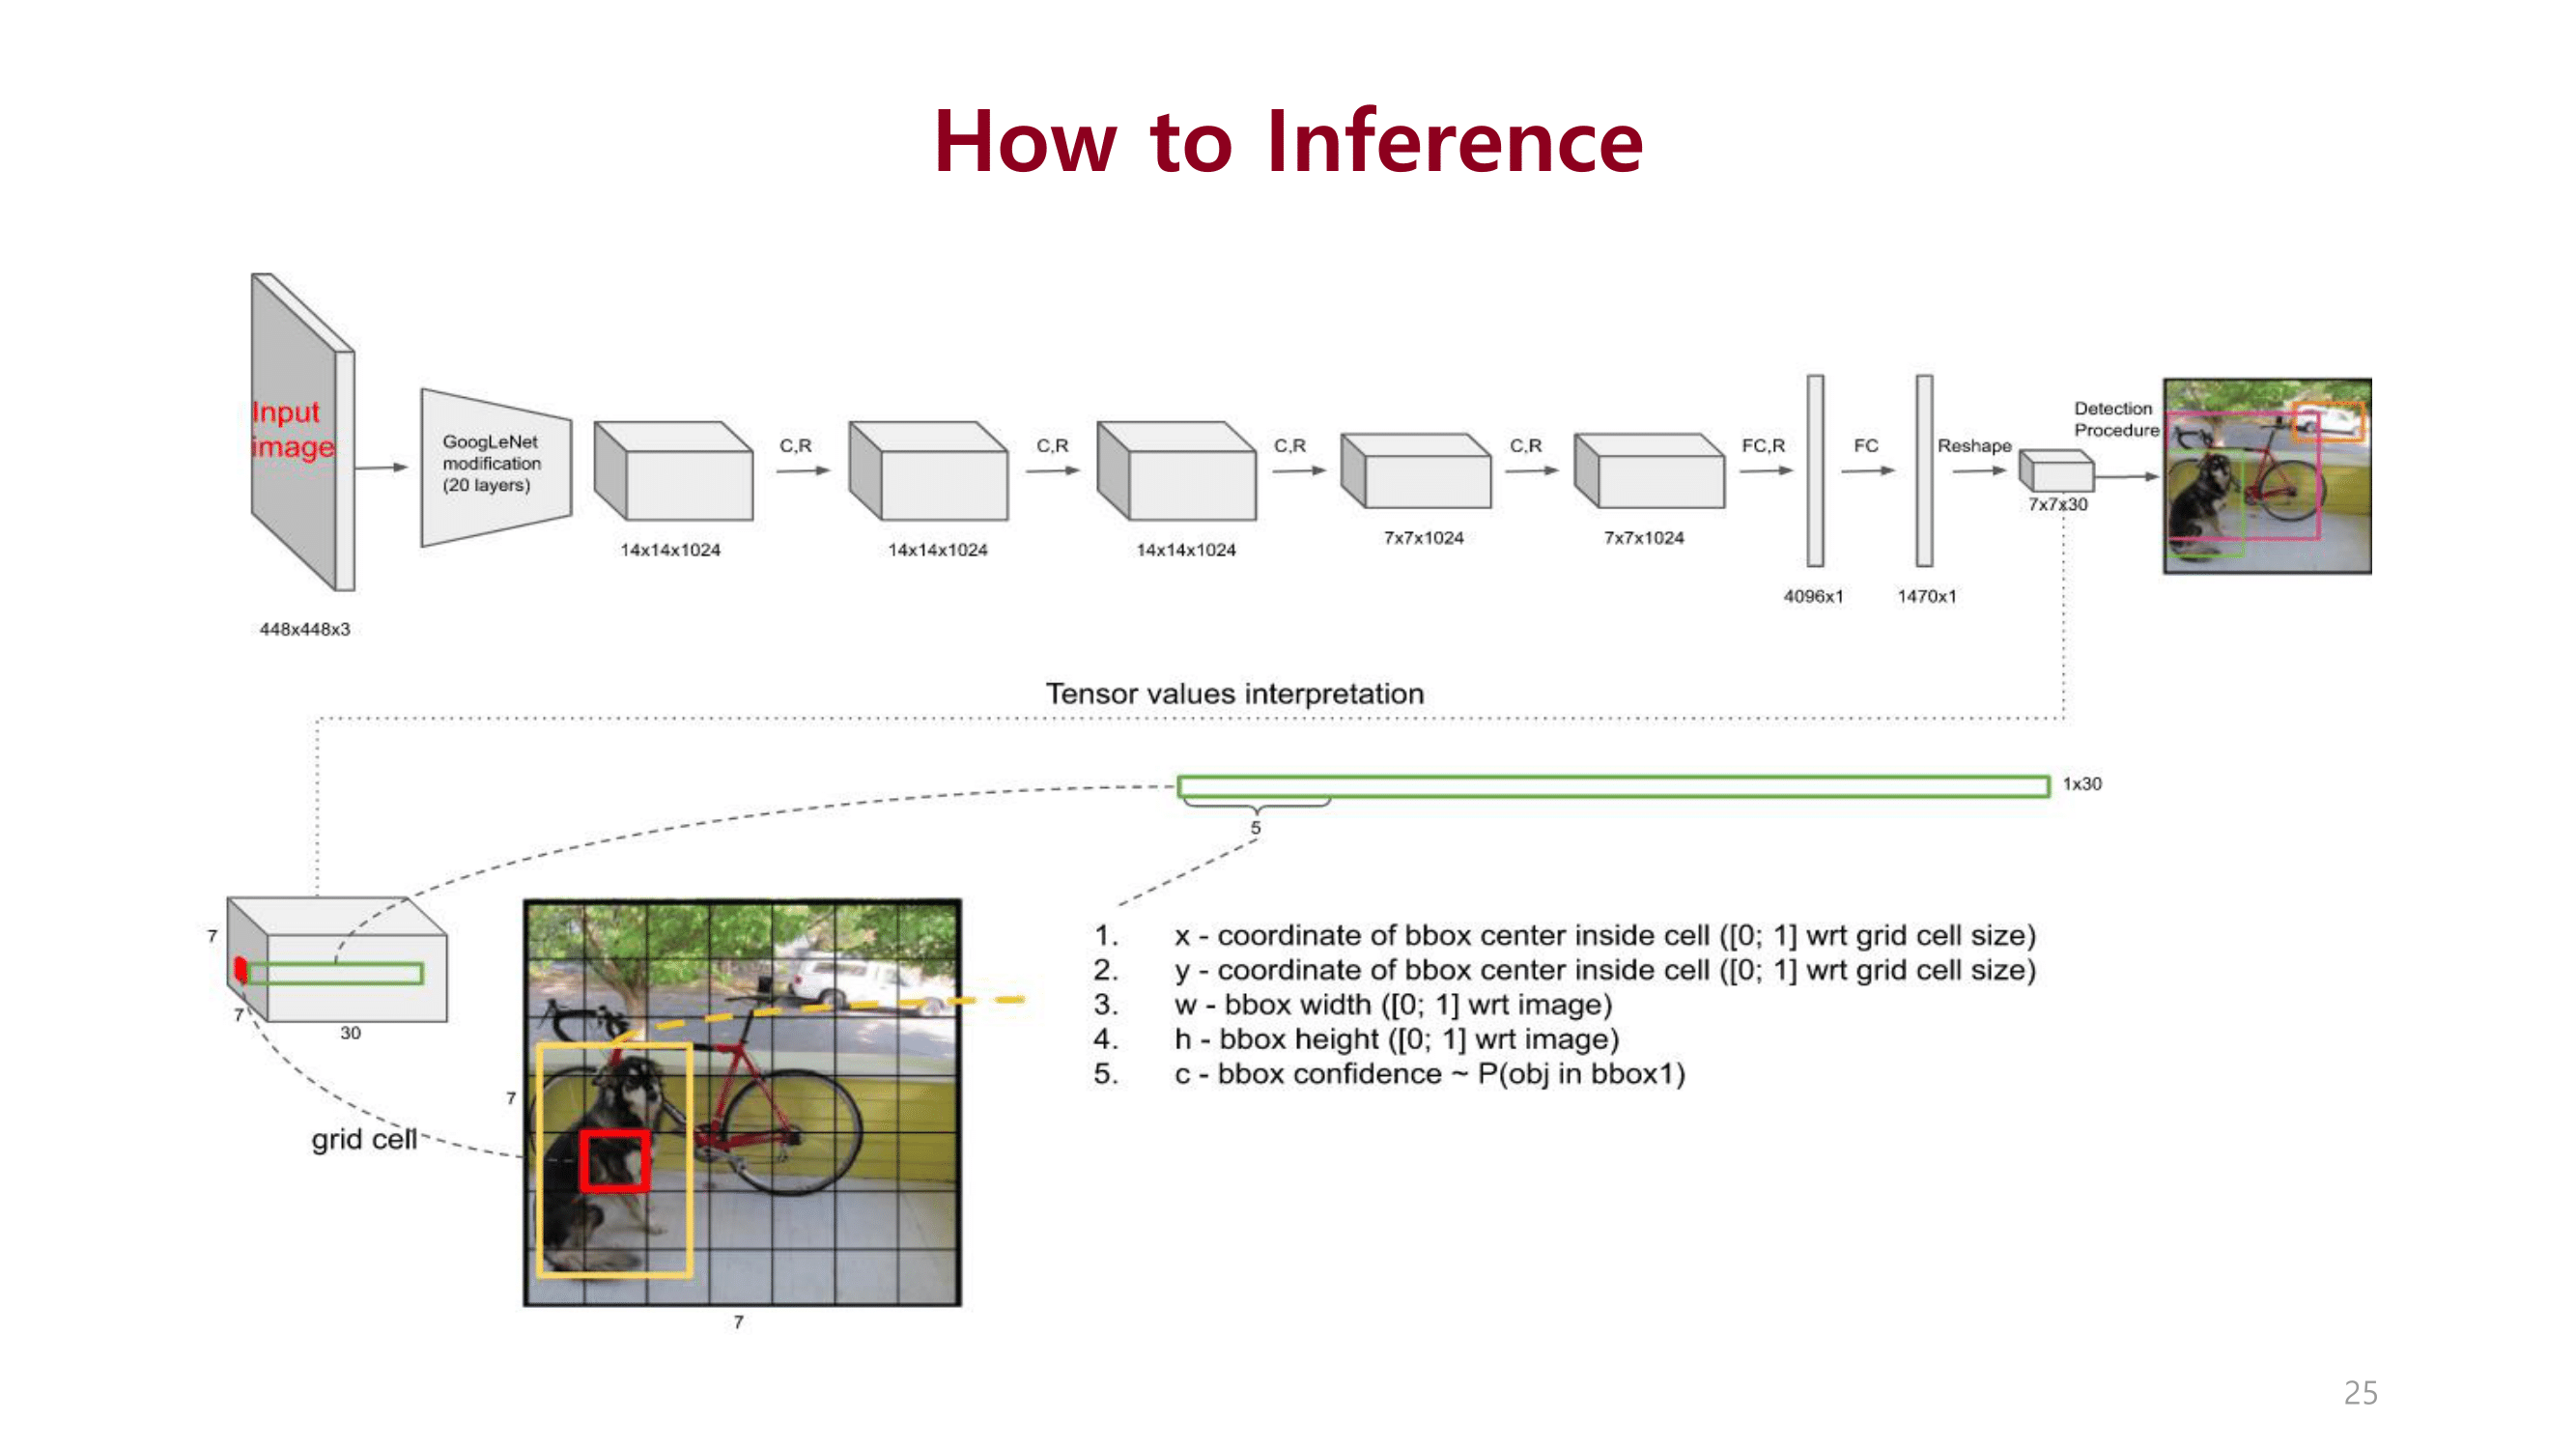 How to Inference
Input
image
448x448x3
GoogLeNet
modification
(20 layers)
14x14x1024
C,R
14x14x1024
C,R
14x14x1024
C,R
7x7x1024
C,R
7x7x1024
FC,R
4096x1
FC
1470x1
Reshape
7x7x30
Detection
Procedure
Tensor values interpretation
1x30
5
7
7
30
grid cell
7
7
1. x - coordinate of bbox center inside cell ([0; 1] wrt grid cell size)
2. y - coordinate of bbox center inside cell ([0; 1] wrt grid cell size)
3. w - bbox width ([0; 1] wrt image)
4. h - bbox height ([0; 1] wrt image)
5. c - bbox confidence ~ P(obj in bbox1)
25